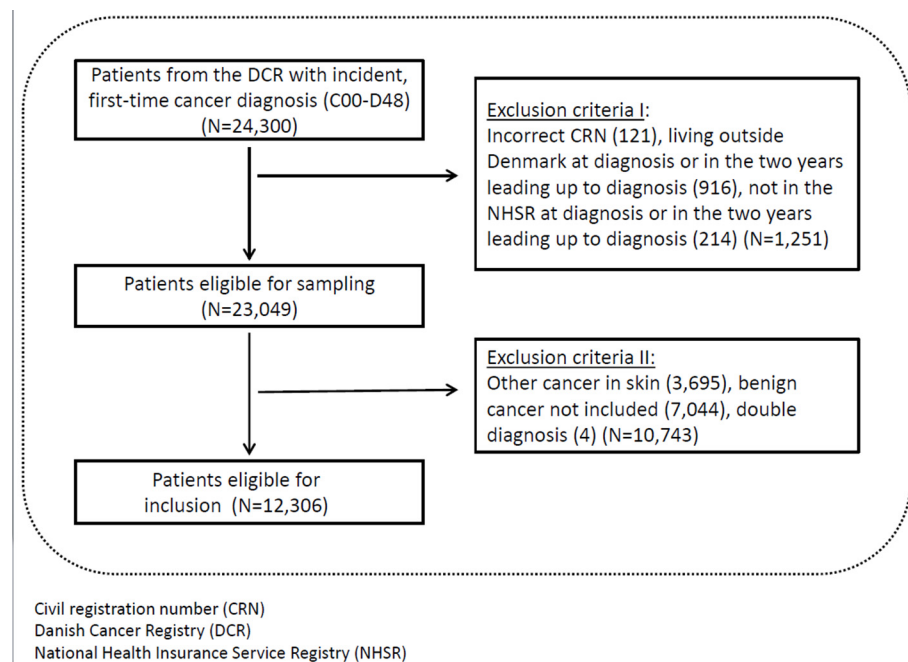 Patients from the DCR with incident,
first-time cancer diagnosis (C00-D48)
(N=24,300)
Exclusion criteria I:
Incorrect CRN (121), living outside
Denmark at diagnosis or in the two years
leading up to diagnosis (916), not in the
NHSR at diagnosis or in the two years
leading up to diagnosis (214) (N=1,251)
Patients eligible for sampling
(N=23,049)
Exclusion criteria II:
Other cancer in skin (3,695), benign
cancer not included (7,044), double
diagnosis (4) (N=10,743)
Patients eligible for
inclusion (N=12,306)
Civil registration number (CRN)
Danish Cancer Registry (DCR)
National Health Insurance Service Registry (NHSR)